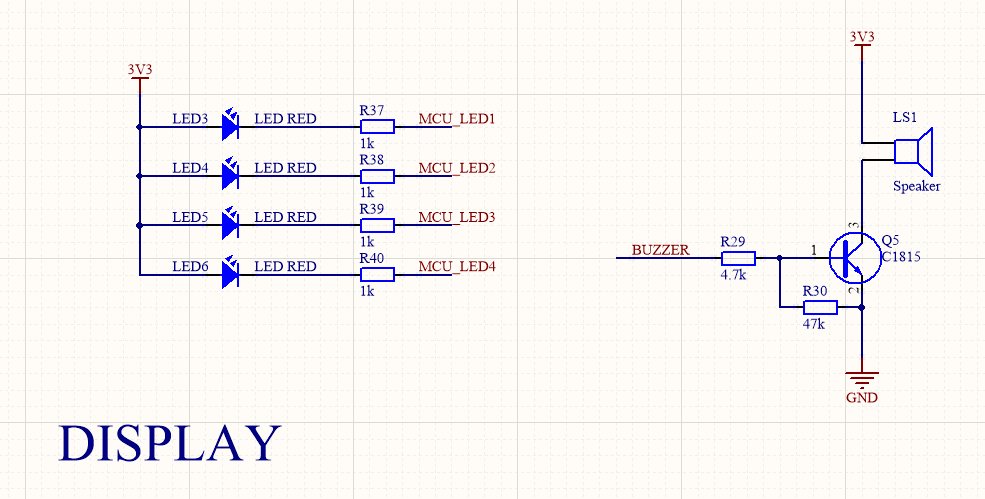 3V3
LED3 LED RED R37 1k MCU_LED1
LED4 LED RED R38 1k MCU_LED2
LED5 LED RED R39 1k MCU_LED3
LED6 LED RED R40 1k MCU_LED4
3V3
LS1
Speaker
BUZZER R29 4.7k
1
3
2
Q5
C1815
R30
47k
GND
DISPLAY